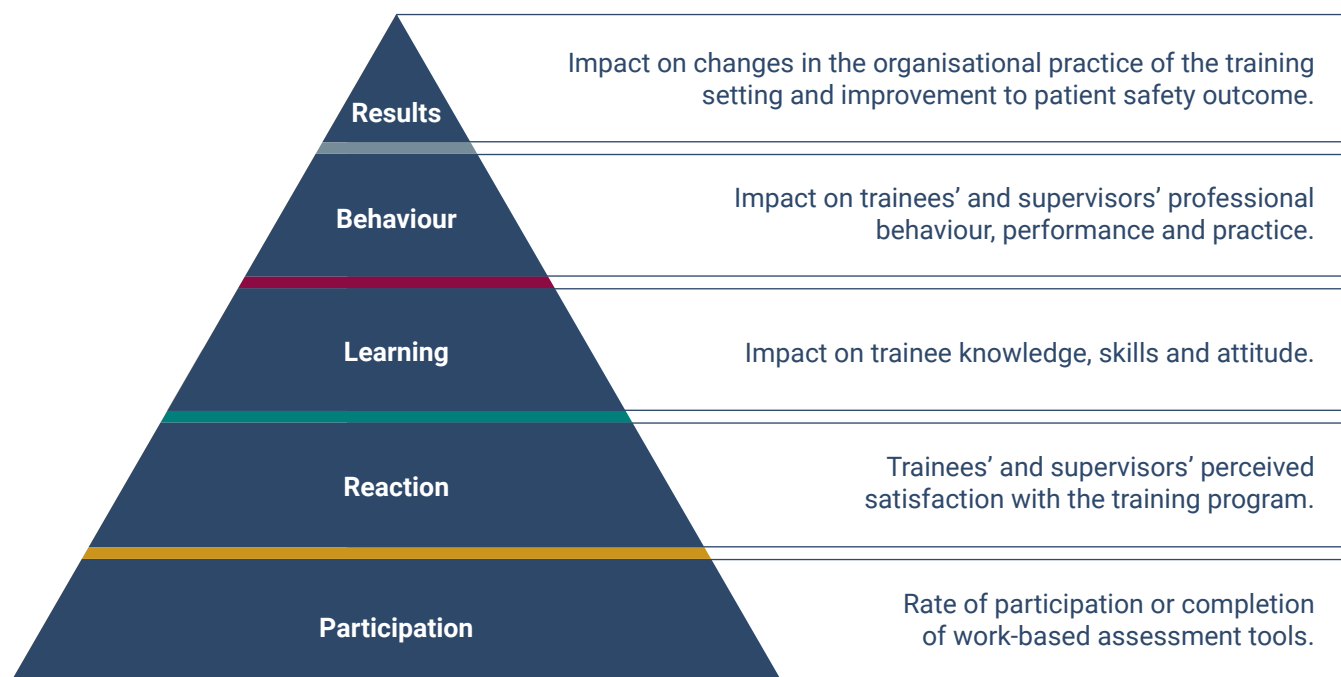 Results
Impact on changes in the organisational practice of the training
setting and improvement to patient safety outcome.
Behaviour
Impact on trainees’ and supervisors’ professional
behaviour, performance and practice.
Learning
Impact on trainee knowledge, skills and attitude.
Reaction
Trainees’ and supervisors’ perceived
satisfaction with the training program.
Participation
Rate of participation or completion
of work-based assessment tools.